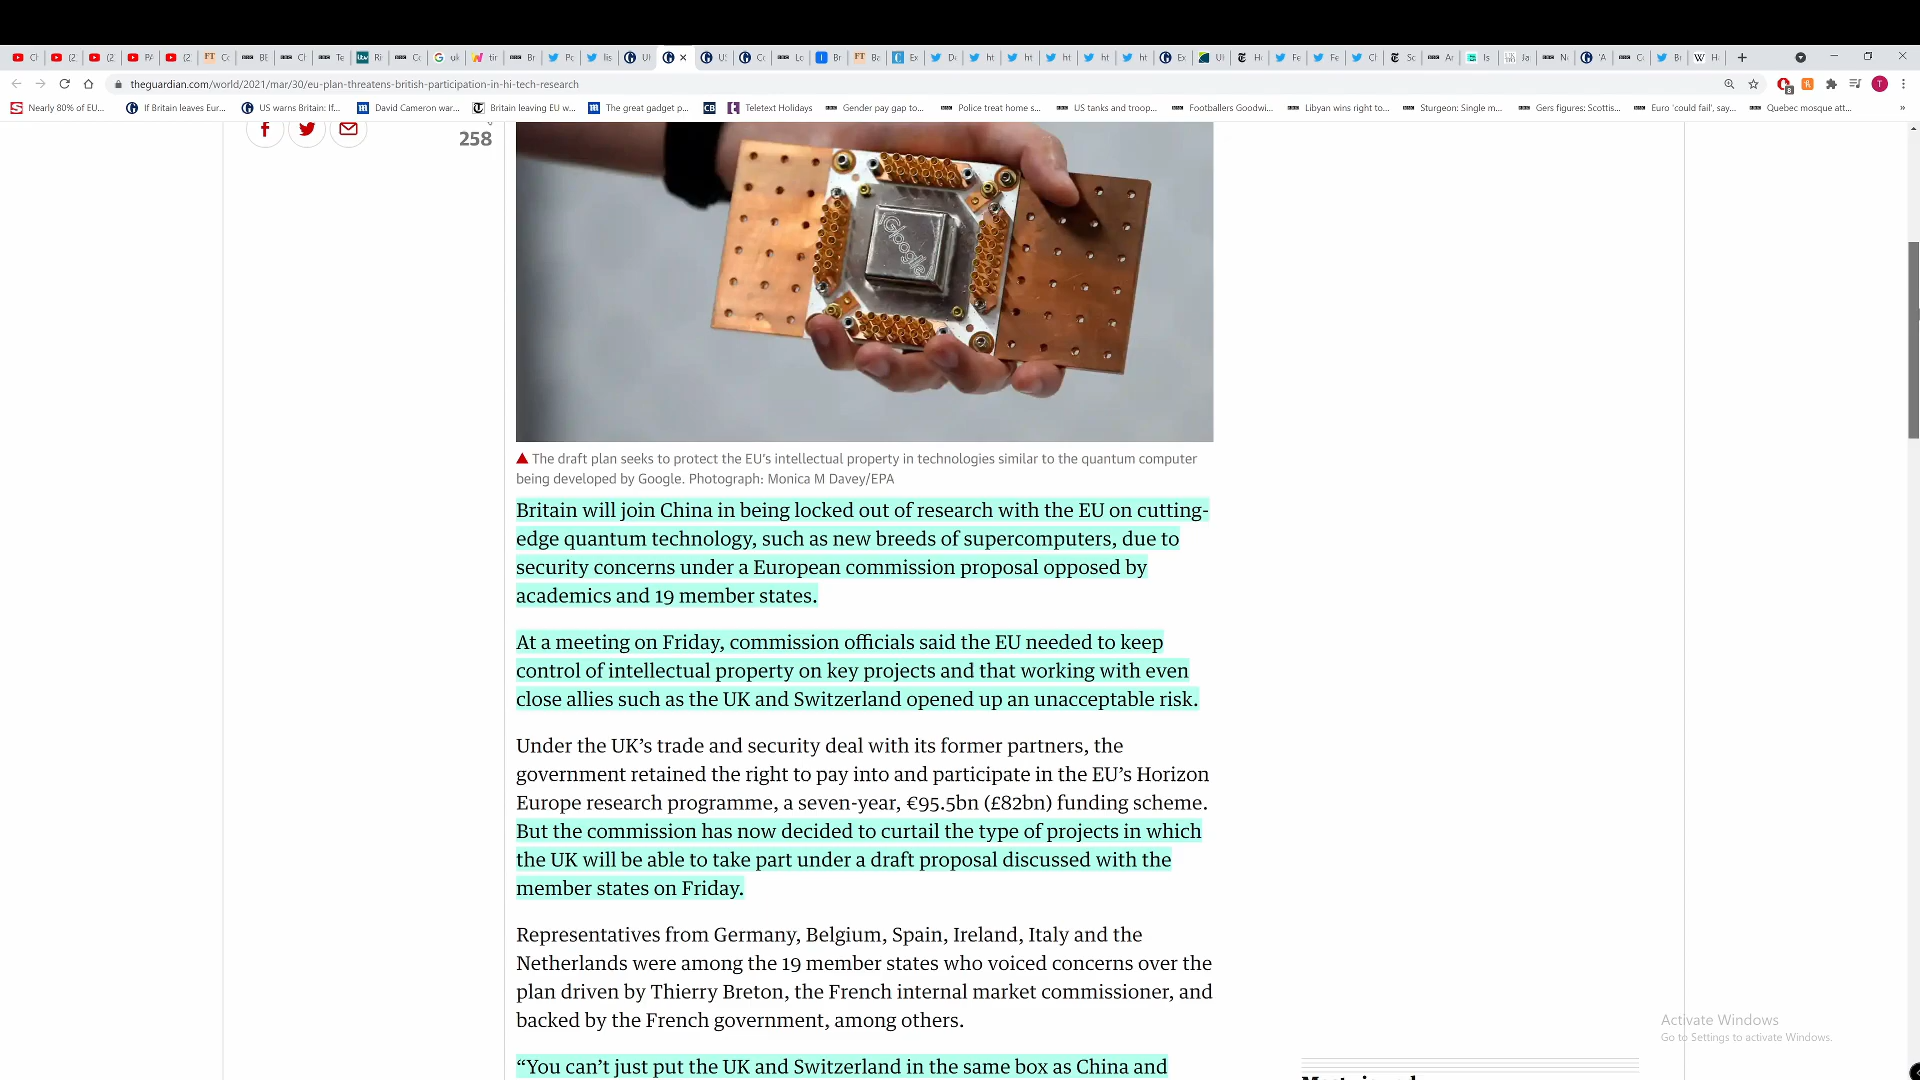 theguardian.com/world/2021/mar/30/eu-plan-threatens-british-participation-in-hi-tech-research
Nearly 80% of EU...
If Britain leaves Eur...
US warns Britain: If...
David Cameron war...
Britain leaving EU w...
The great gadget p...
CB
Teletext Holidays
Gender pay gap to...
Police treat home s...
US tanks and troop...
Footballers Goodwi...
Libyan wins right to...
Sturgeon: Single m...
Gers figures: Scottis...
Euro 'could fail', say...
Quebec mosque att...
258
Google
The draft plan seeks to protect the EU's intellectual property in technologies similar to the quantum computer
being developed by Google. Photograph: Monica M Davey/EPA
Britain will join China in being locked out of research with the EU on cutting-
edge quantum technology, such as new breeds of supercomputers, due to
security concerns under a European commission proposal opposed by
academics and 19 member states.
At a meeting on Friday, commission officials said the EU needed to keep
control of intellectual property on key projects and that working with even
close allies such as the UK and Switzerland opened up an unacceptable risk.
Under the UK's trade and security deal with its former partners, the
government retained the right to pay into and participate in the EU's Horizon
Europe research programme, a seven-year, €95.5bn (£82bn) funding scheme.
But the commission has now decided to curtail the type of projects in which
the UK will be able to take part under a draft proposal discussed with the
member states on Friday.
Representatives from Germany, Belgium, Spain, Ireland, Italy and the
Netherlands were among the 19 member states who voiced concerns over the
plan driven by Thierry Breton, the French internal market commissioner, and
backed by the French government, among others.
Activate Windows
Go to Settings to activate Windows.
“You can't just put the UK and Switzerland in the same box as China and